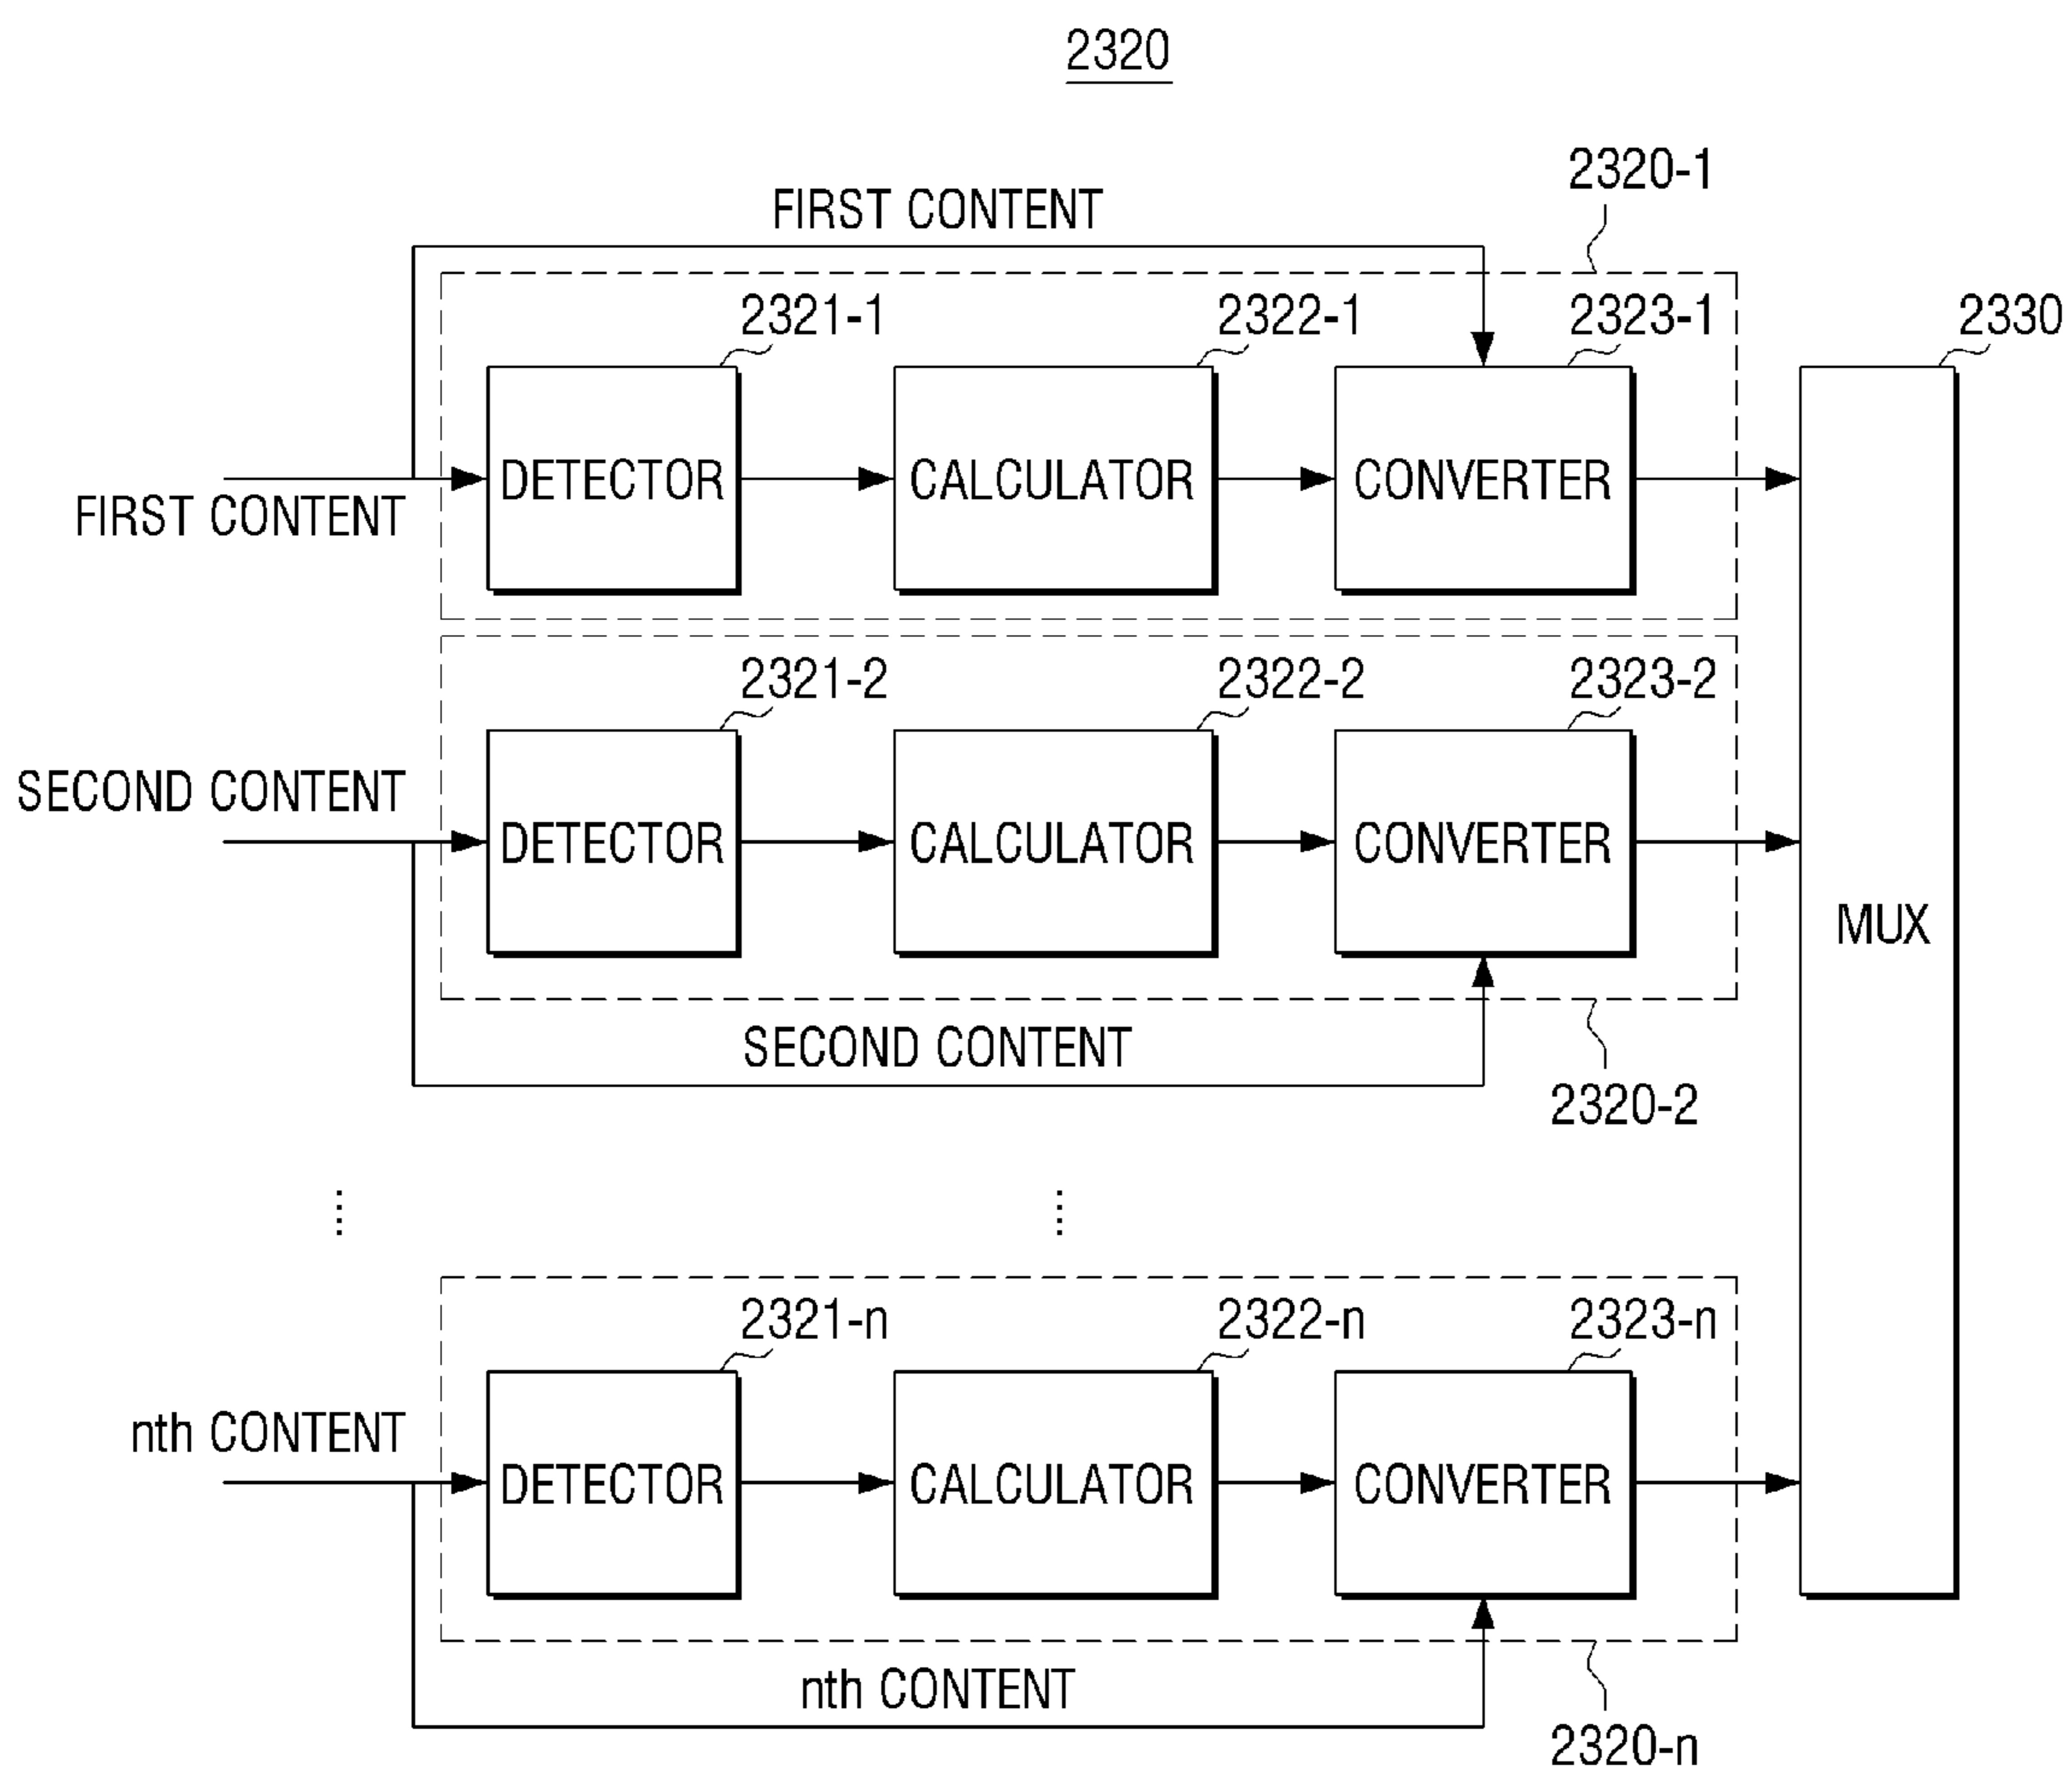 2320
2320-1
FIRST CONTENT
2321-1
2322-1
2323-1
2330
DETECTOR
CALCULATOR
CONVERTER
FIRST CONTENT
2321-2
2322-2
2323-2
SECOND CONTENT
DETECTOR
CALCULATOR
CONVERTER
MUX
SECOND CONTENT
2320-2
2321-n
2322-n
2323-n
nth CONTENT
DETECTOR
CALCULATOR
CONVERTER
nth CONTENT
2320-n